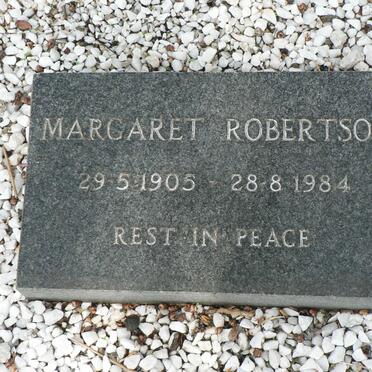 MARGARET ROBERTSO
29·5·1905 - 28·8·1984
REST IN PEACE